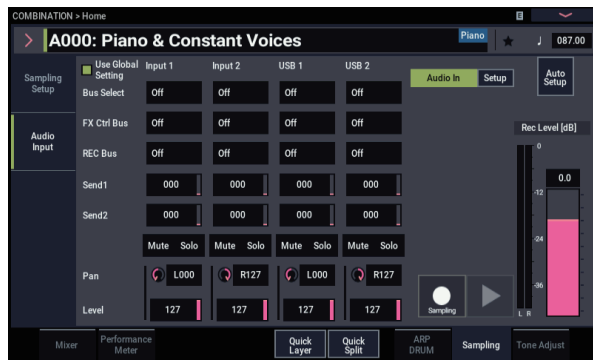 COMBINATION > Home E
A000: Piano & Constant Voices Piano ♩ 087.00
Sampling Setup
Audio Input
Use Global Setting Input 1 Input 2 USB 1 USB 2
Audio In Setup Auto Setup
Bus Select Off Off Off Off
FX Ctrl Bus Off Off Off Off
Rec Level [dB]
REC Bus Off Off Off Off
0
Send1 000 000 000 000
0.0
-12
Send2 000 000 000 000
Mute Solo Mute Solo Mute Solo Mute Solo
-24
Pan L000 R127 L000 R127
-36
Level 127 127 127 127
Sampling
L R
Mixer Performance Meter Quick Layer Quick Split ARP DRUM Sampling Tone Adjust